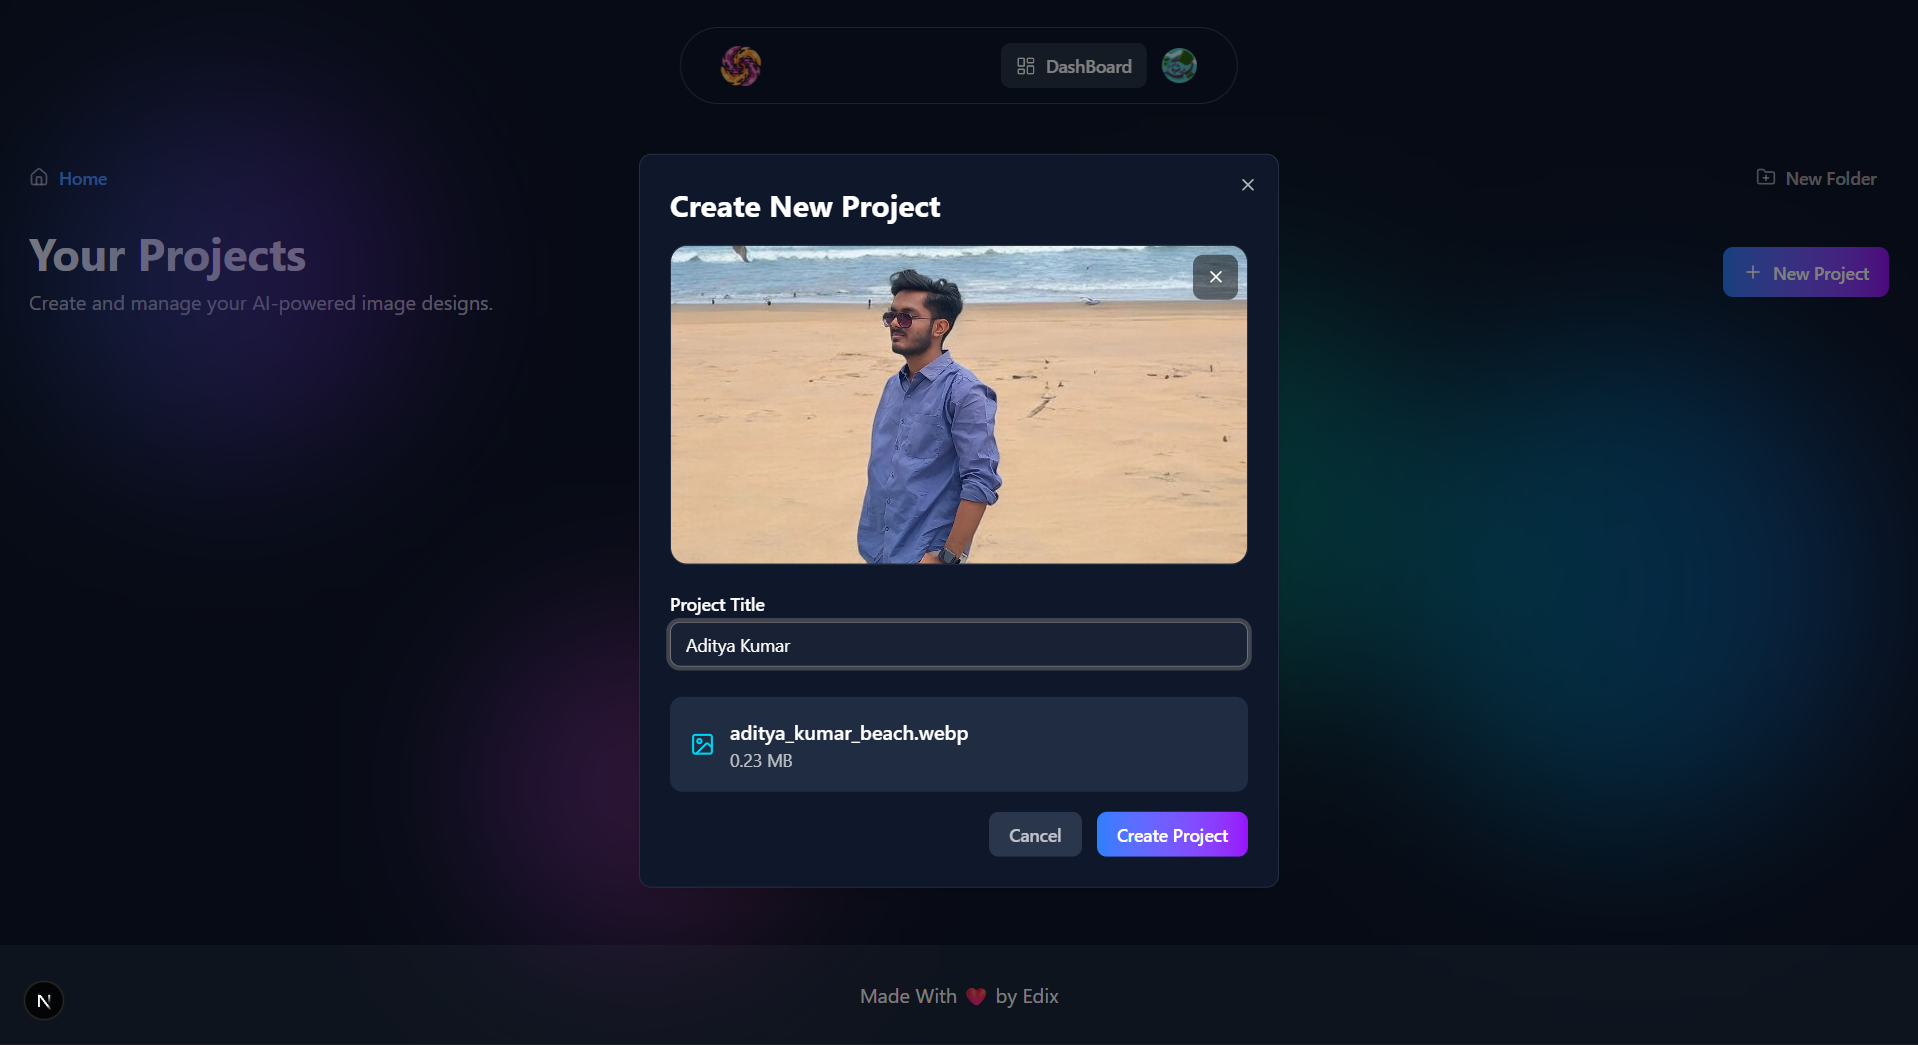 DashBoard
Home
New Folder
Your Projects
Create and manage your AI-powered image designs.
New Project
Create New Project
Project Title
Aditya Kumar
aditya_kumar_beach.webp
0.23 MB
Cancel
Create Project
Made With ❤️ by Edix
N